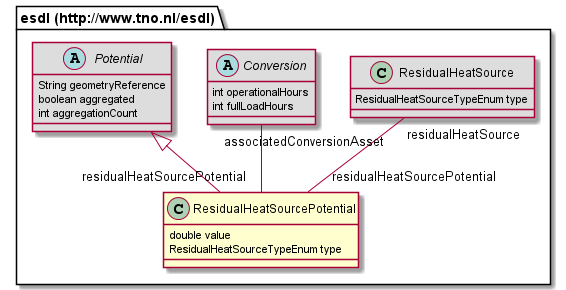 esdl (http://www.tno.nl/esdl)
A Potential
String geometryReference
boolean aggregated
int aggregationCount
A Conversion
int operationalHours
int fullLoadHours
C ResidualHeatSource
ResidualHeatSourceTypeEnum type
associatedConversionAsset
residualHeatSource
residualHeatSourcePotential
residualHeatSourcePotential
C ResidualHeatSourcePotential
double value
ResidualHeatSourceTypeEnum type